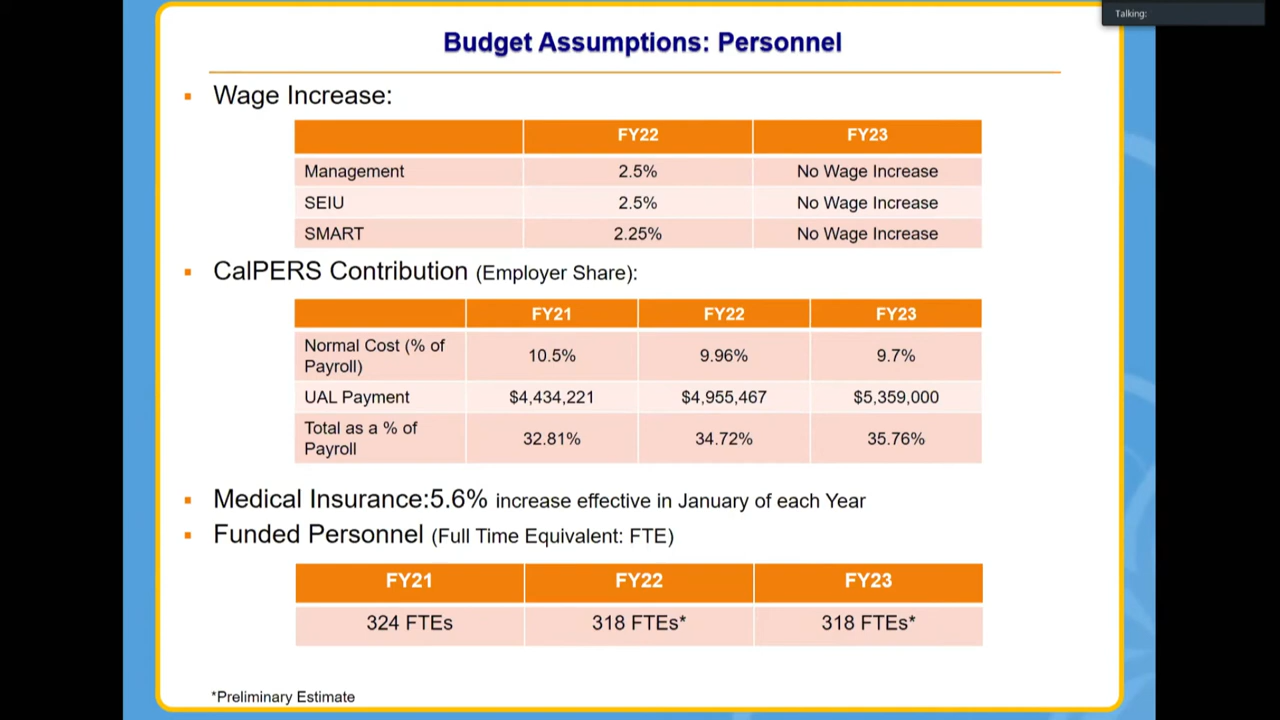 Talking:
Budget Assumptions: Personnel
Wage Increase:
FY22 FY23
Management 2.5% No Wage Increase
SEIU 2.5% No Wage Increase
SMART 2.25% No Wage Increase
CalPERS Contribution (Employer Share):
FY21 FY22 FY23
Normal Cost (% of
Payroll) 10.5% 9.96% 9.7%
UAL Payment $4,434,221 $4,955,467 $5,359,000
Total as a % of
Payroll 32.81% 34.72% 35.76%
Medical Insurance:5.6% increase effective in January of each Year
Funded Personnel (Full Time Equivalent: FTE)
FY21 FY22 FY23
324 FTEs 318 FTEs* 318 FTEs*
*Preliminary Estimate